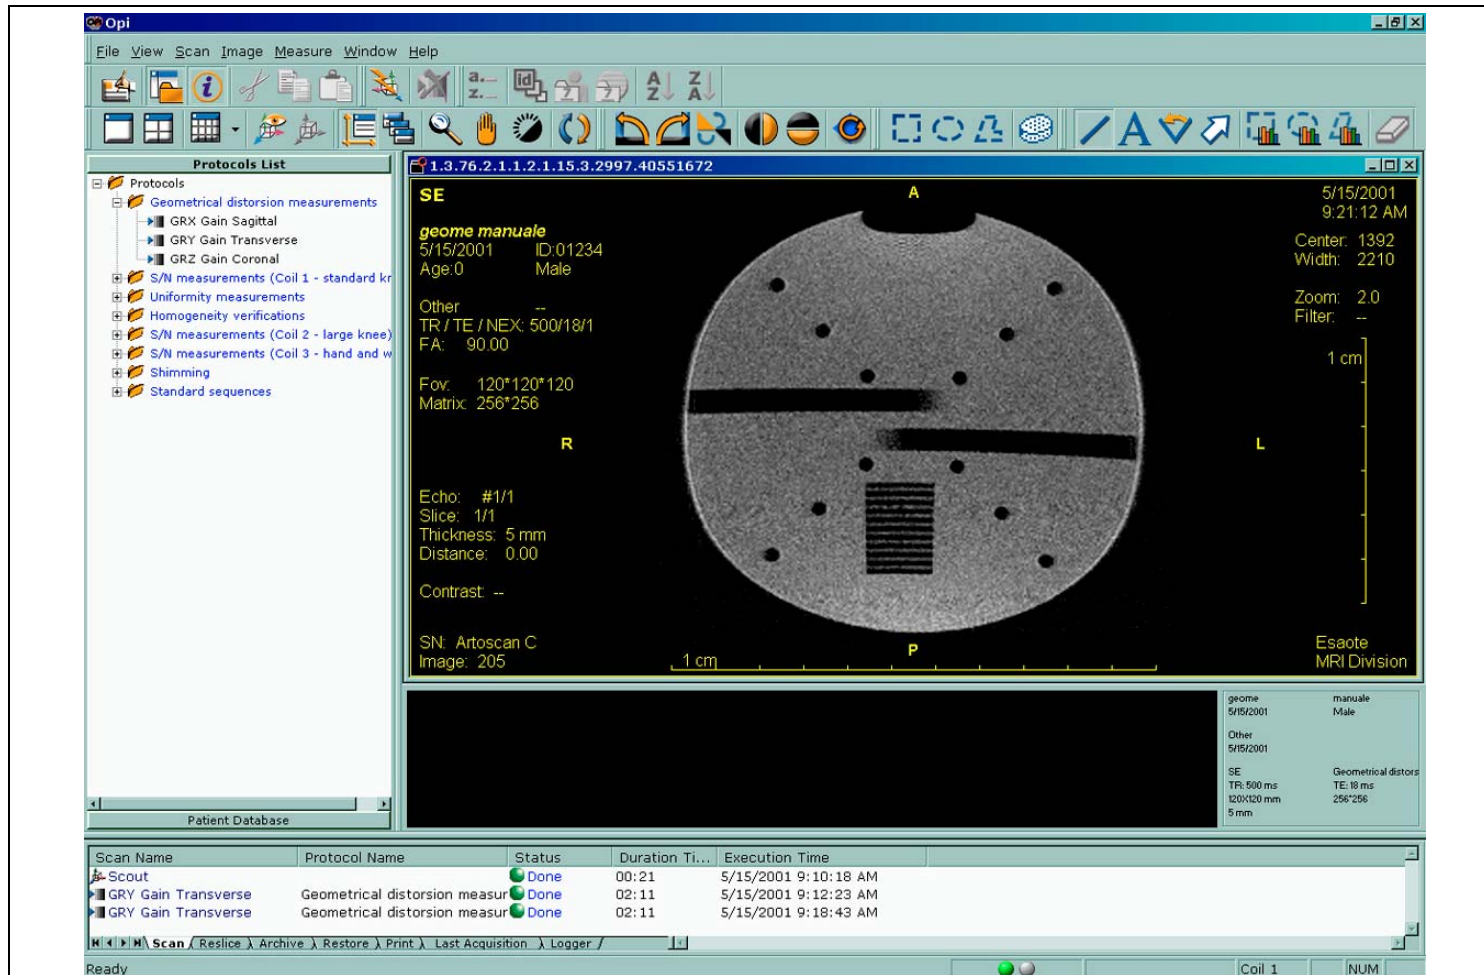 Opi
File View Scan Image Measure Window Help
Protocols List
Protocols
Geometrical distorsion measurements
GRX Gain Sagittal
GRY Gain Transverse
GRZ Gain Coronal
S/N measurements (Coil 1 - standard kr
Uniformity measurements
Homogeneity verifications
S/N measurements (Coil 2 - large knee)
S/N measurements (Coil 3 - hand and w
Shimming
Standard sequences
Patient Database
1.3.76.2.1.1.2.1.15.3.2997.40551672
SE
A
5/15/2001
9:21:12 AM
geome manuale
5/15/2001 ID:01234
Age:0 Male
Center: 1392
Width: 2210
Other --
TR / TE / NEX: 500/18/1
FA: 90.00
Zoom: 2.0
Filter: --
1 cm
Fov: 120*120*120
Matrix: 256*256
R
L
Echo: #1/1
Slice: 1/1
Thickness: 5 mm
Distance: 0.00
Contrast: --
SN: Artoscan C
Image: 205
1 cm
P
Esaote
MRI Division
geome manuale
5/15/2001 Male
Other
5/15/2001
SE Geometrical distors
TR: 500 ms TE: 18 ms
120X120 mm 256*256
5 mm
Scan Name Protocol Name Status Duration Ti... Execution Time
Scout Done 00:21 5/15/2001 9:10:18 AM
GRY Gain Transverse Geometrical distorsion measur Done 02:11 5/15/2001 9:12:23 AM
GRY Gain Transverse Geometrical distorsion measur Done 02:11 5/15/2001 9:18:43 AM
Scan Reslice Archive Restore Print Last Acquisition Logger
Ready Coil 1 NUM